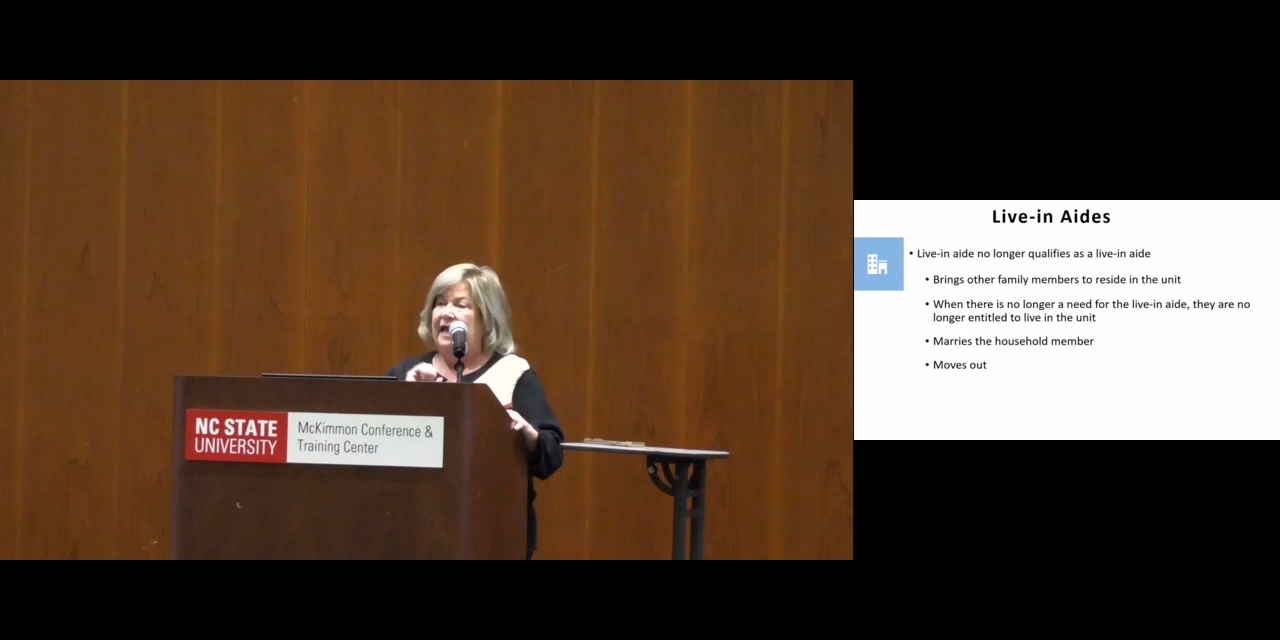 NC STATE
UNIVERSITY
McKimmon Conference &
Training Center
Live-in Aides
• Live-in aide no longer qualifies as a live-in aide
• Brings other family members to reside in the unit
• When there is no longer a need for the live-in aide, they are no
longer entitled to live in the unit
• Marries the household member
• Moves out